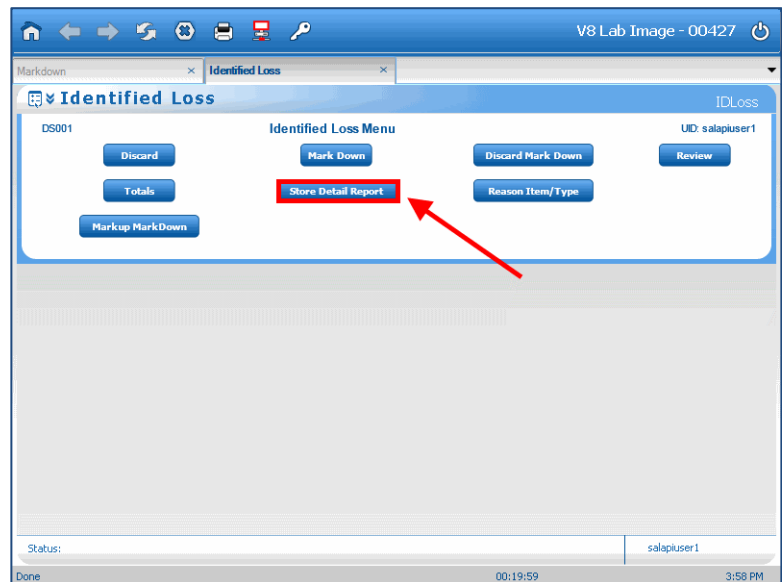 V8 Lab Image - 00427
Markdown × Identified Loss ×
Identified Loss
IDLoss
DS001 Identified Loss Menu UID: salapiuser1
Discard Mark Down Discard Mark Down Review
Totals Store Detail Report Reason Item/Type
Markup MarkDown
Status: salapiuser1
Done 00:19:59 3:58 PM